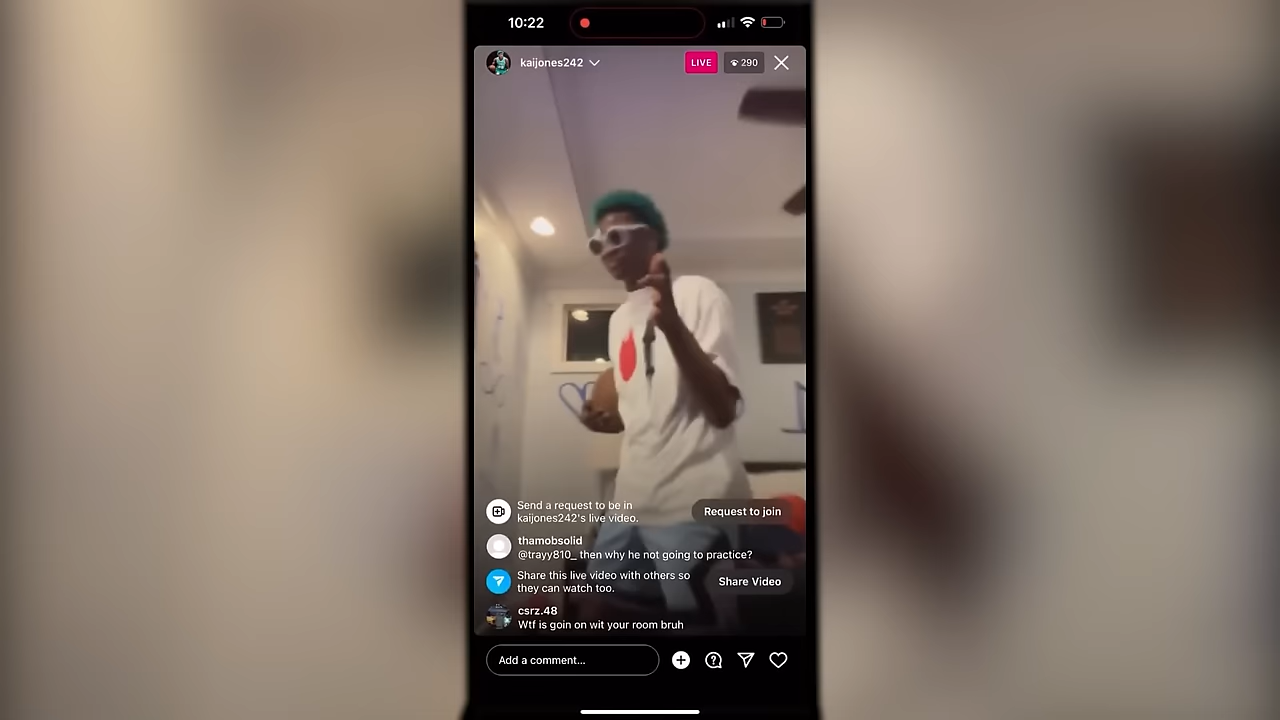 10:22
kaijones242
LIVE
290
Send a request to be in
kaijones242's live video.
Request to join
thamobsolid
@trayy810_ then why he not going to practice?
Share this live video with others so
they can watch too.
Share Video
csrz.48
Wtf is goin on wit your room bruh
Add a comment...